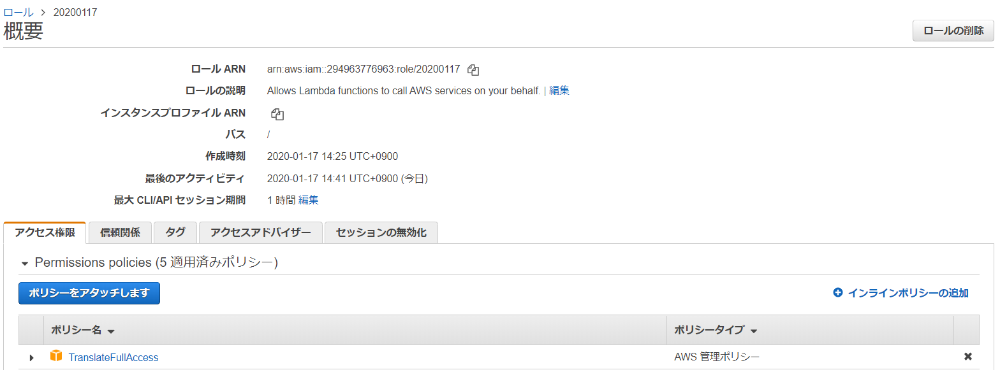 ロール > 20200117
概要
ロールの削除
ロール ARN arn:aws:iam::294963776963:role/20200117
ロールの説明 Allows Lambda functions to call AWS services on your behalf. | 編集
インスタンスプロファイル ARN
パス /
作成時刻 2020-01-17 14:25 UTC+0900
最後のアクティビティ 2020-01-17 14:41 UTC+0900 (今日)
最大 CLI/API セッション期間 1 時間 編集
アクセス権限 信頼関係 タグ アクセスアドバイザー セッションの無効化
Permissions policies (5 適用済みポリシー)
ポリシーをアタッチします インラインポリシーの追加
ポリシー名 ポリシータイプ
TranslateFullAccess AWS 管理ポリシー